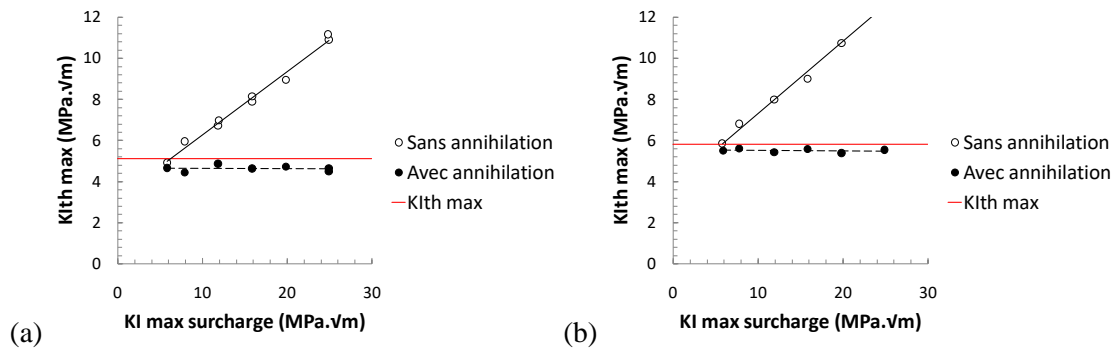 12
10
8
6
4
2
0
0 10 20 30
KIth max (MPa.√m)
KI max surcharge (MPa.√m)
Sans annihilation
Avec annihilation
KIth max
(a)
12
10
8
6
4
2
0
0 10 20 30
KIth max (MPa.√m)
KI max surcharge (MPa.√m)
Sans annihilation
Avec annihilation
KIth max
(b)